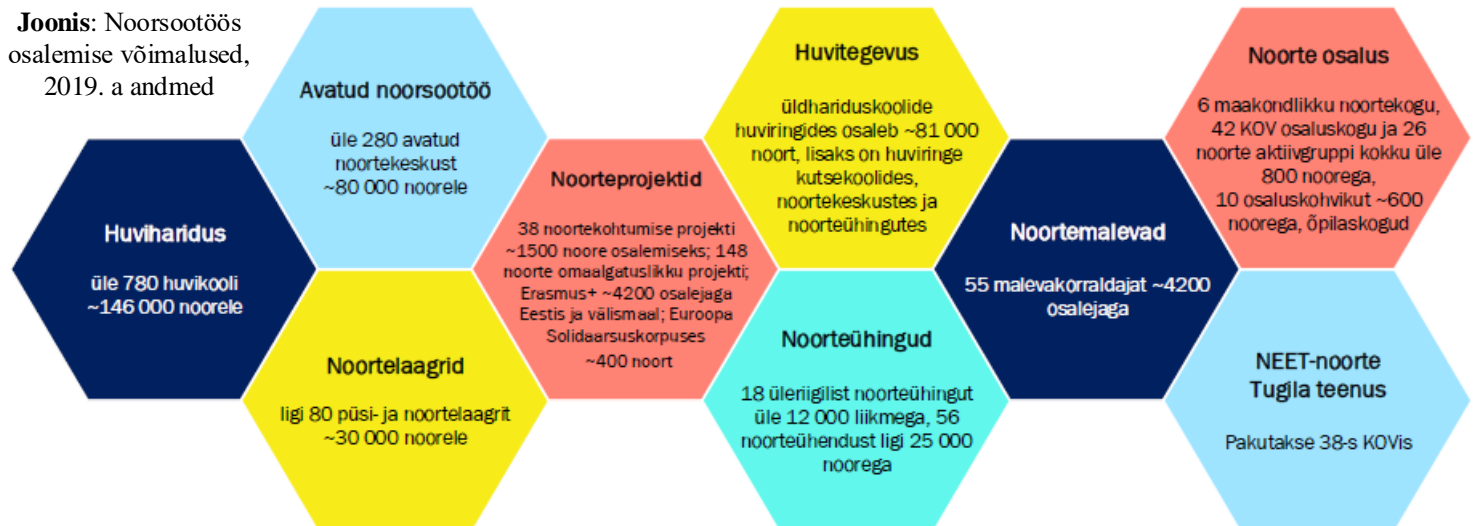 Joonis: Noorsootöös
osalemise võimalused,
2019. a andmed
Huviharidus
üle 780 huvikooli
~146 000 noorele
Avatud noorsootöö
üle 280 avatud
noortekeskust
~80 000 noorele
Noortelaagrid
ligi 80 püsi- ja noortelaagrit
~30 000 noorele
Noorteprojektid
38 noortekohtumise projekti
~1500 noore osalemiseks; 148
noorte omaalgatuslikku projekti;
Erasmus+ ~4200 osalejaga
Eestis ja välismaal; Euroopa
Solidaarsuskorpuses
~400 noort
Huvitegevus
üldhariduskoolide
huviringides osaleb ~81 000
noort, lisaks on huviringe
kutsekoolides,
noortekeskustes ja
noorteühingutes
Noorteühingud
18 üleriigilist noorteühingut
üle 12 000 liikmega, 56
noorteühendust ligi 25 000
noorega
Noortemalevad
55 malevakorraldajat ~4200
osalejaga
Noorte osalus
6 maakondlikku noortekogu,
42 KOV osaluskogu ja 26
noorte aktiivgruppi kokku üle
800 noorega,
10 osaluskohvikut ~600
noorega, õpilaskogud
NEET-noorte
Tugila teenus
Pakutakse 38-s KOVis